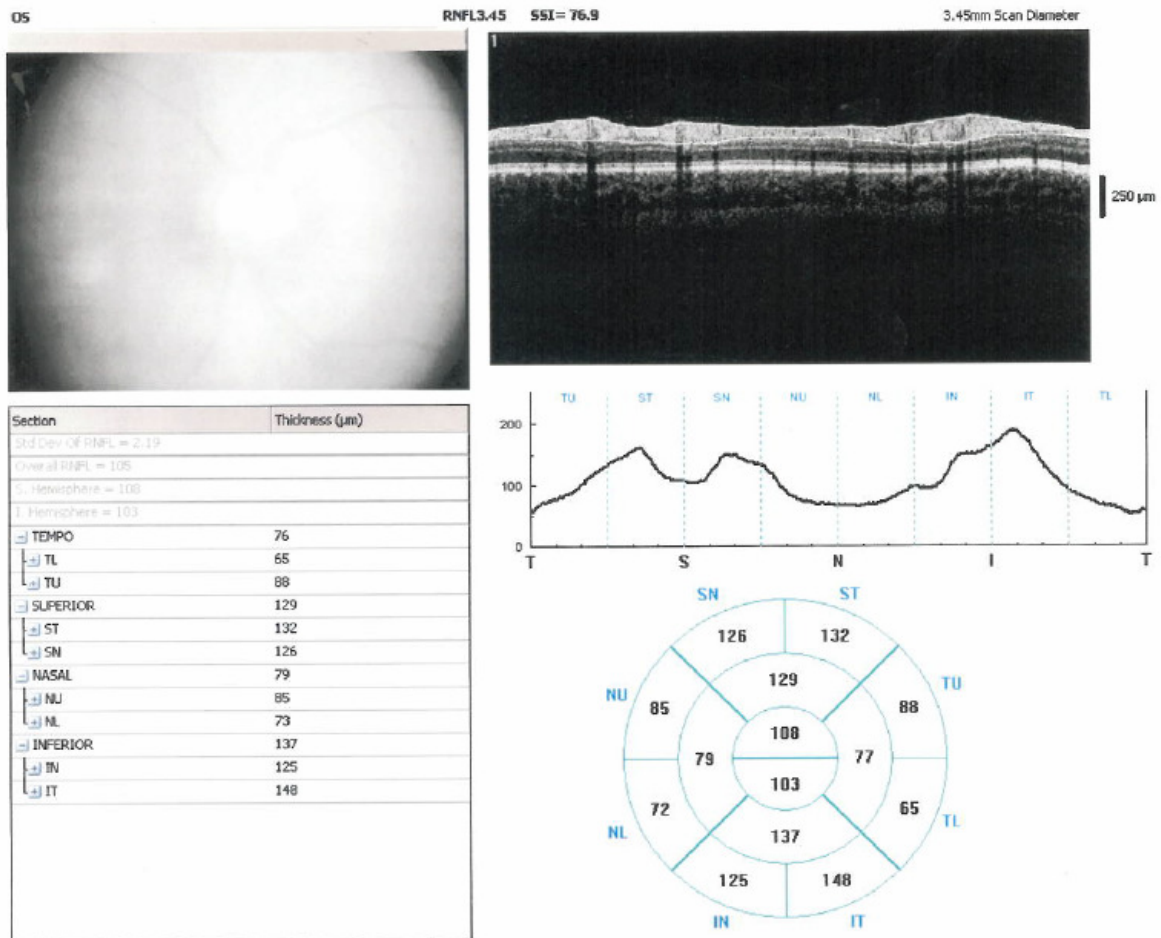 OS RNFL3.45 SSI= 76.9 3.45mm Scan Diameter
1
250 µm
Section Thickness (µm)
Std Dev Of RNFL = 2.19
Overall RNFL = 105
S. Hemisphere = 108
I. Hemisphere = 103
TEMPO 76
TL 65
TU 88
SUPERIOR 129
ST 132
SN 126
NASAL 79
NU 85
NL 73
INFERIOR 137
IN 125
IT 148
TU ST SN NU NL IN IT TL
200
100
0
T S N I T
SN ST
126 132
129
NU TU
85 88
108
79 77
103
72 65
NL TL
137
125 148
IN IT